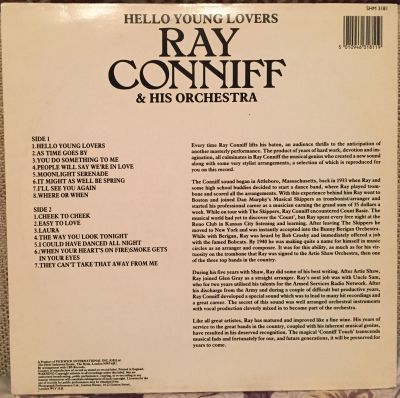 HELLO YOUNG LOVERS
SHM 3181
RAY
CONNIFF
& HIS ORCHESTRA
5 010946 018119
SIDE 1
1.HELLO YOUNG LOVERS
2.AS TIME GOES BY
3.YOU DO SOMETHING TO ME
4.PEOPLE WILL SAY WE'RE IN LOVE
5.MOONLIGHT SERENADE
6.IT MIGHT AS WELL BE SPRING
7.I'LL SEE YOU AGAIN
8.WHERE OR WHEN
SIDE 2
1.CHEEK TO CHEEK
2.EASY TO LOVE
3.LAURA
4.THE WAY YOU LOOK TONIGHT
5.I COULD HAVE DANCED ALL NIGHT
6.WHEN YOUR HEART'S ON FIRE;SMOKE GETS
IN YOUR EYES
7.THEY CAN'T TAKE THAT AWAY FROM ME
Every time Ray Conniff lifts his baton, an audience thrills to the anticipation of
another masterly performance. The product of years of hard work, devotion and im-
agination, all culminates in Ray Conniff the musical genius who created a new sound
along with some very stylist arrangements, a selection of which is reproduced for
you on this record.
The Conniff sound began in Attleboro, Massachusetts, back in 1933 when Ray and
some high school buddies decided to start a dance band, where Ray played trom-
bone and scored all the arrangements. With this experience behind him Ray went to
Boston and joined Dan Murphy's Musical Skippers as trombonist/arranger and
started his professional career as a musician earning the grand sum of 35 dollars a
week. While on tour with The Skippers, Ray Conniff encountered Count Basie. The
musical world had yet to discover the 'Count', but Ray spent every free night at the
Reno Club in Kansas City listening and learning from the master. In 1936 Ray
moved to New York and was instantly accepted into the Bunny Berigan Orchestra.
While with Berigan, Ray was heard by Bob Crosby and immediately offered a job
with the famed Bobcats. By 1940 he was making quite a name for himself in music
circles as an arranger and composer. It was for this ability, as much as for his vir-
tuosity on the trombone that Ray was signed to the Artie Shaw Orchestra, then one
of the three top bands in the country.
During his five years with Shaw, Ray did some of his best writing. After Artie Shaw,
Ray joined Glen Gray as a straight arranger. Ray's next job was with Uncle Sam,
who for two years utilised his talents for the Armed Services Radio Network. After
his discharge from the Army and during a couple of difficult but productive years,
Ray Conniff developed a special sound which was to lead to many hit recordings and
a great career. The secret of this sound was well arranged orchestral instruments
with vocal production cleverly mixed in to become part of the orchestra.
Like all great artistes, Ray has matured and improved like a fine wine. His years of
service to the great bands in the country, coupled with his inherent musical genius,
have resulted in his deserved recognition. The magical 'Conniff Touch' transcends
musical fads and fortunately for our, and future generations, it will be preserved for
years to come.
A Product of PICKWICK INTERNATIONAL INC. (GB) Ltd